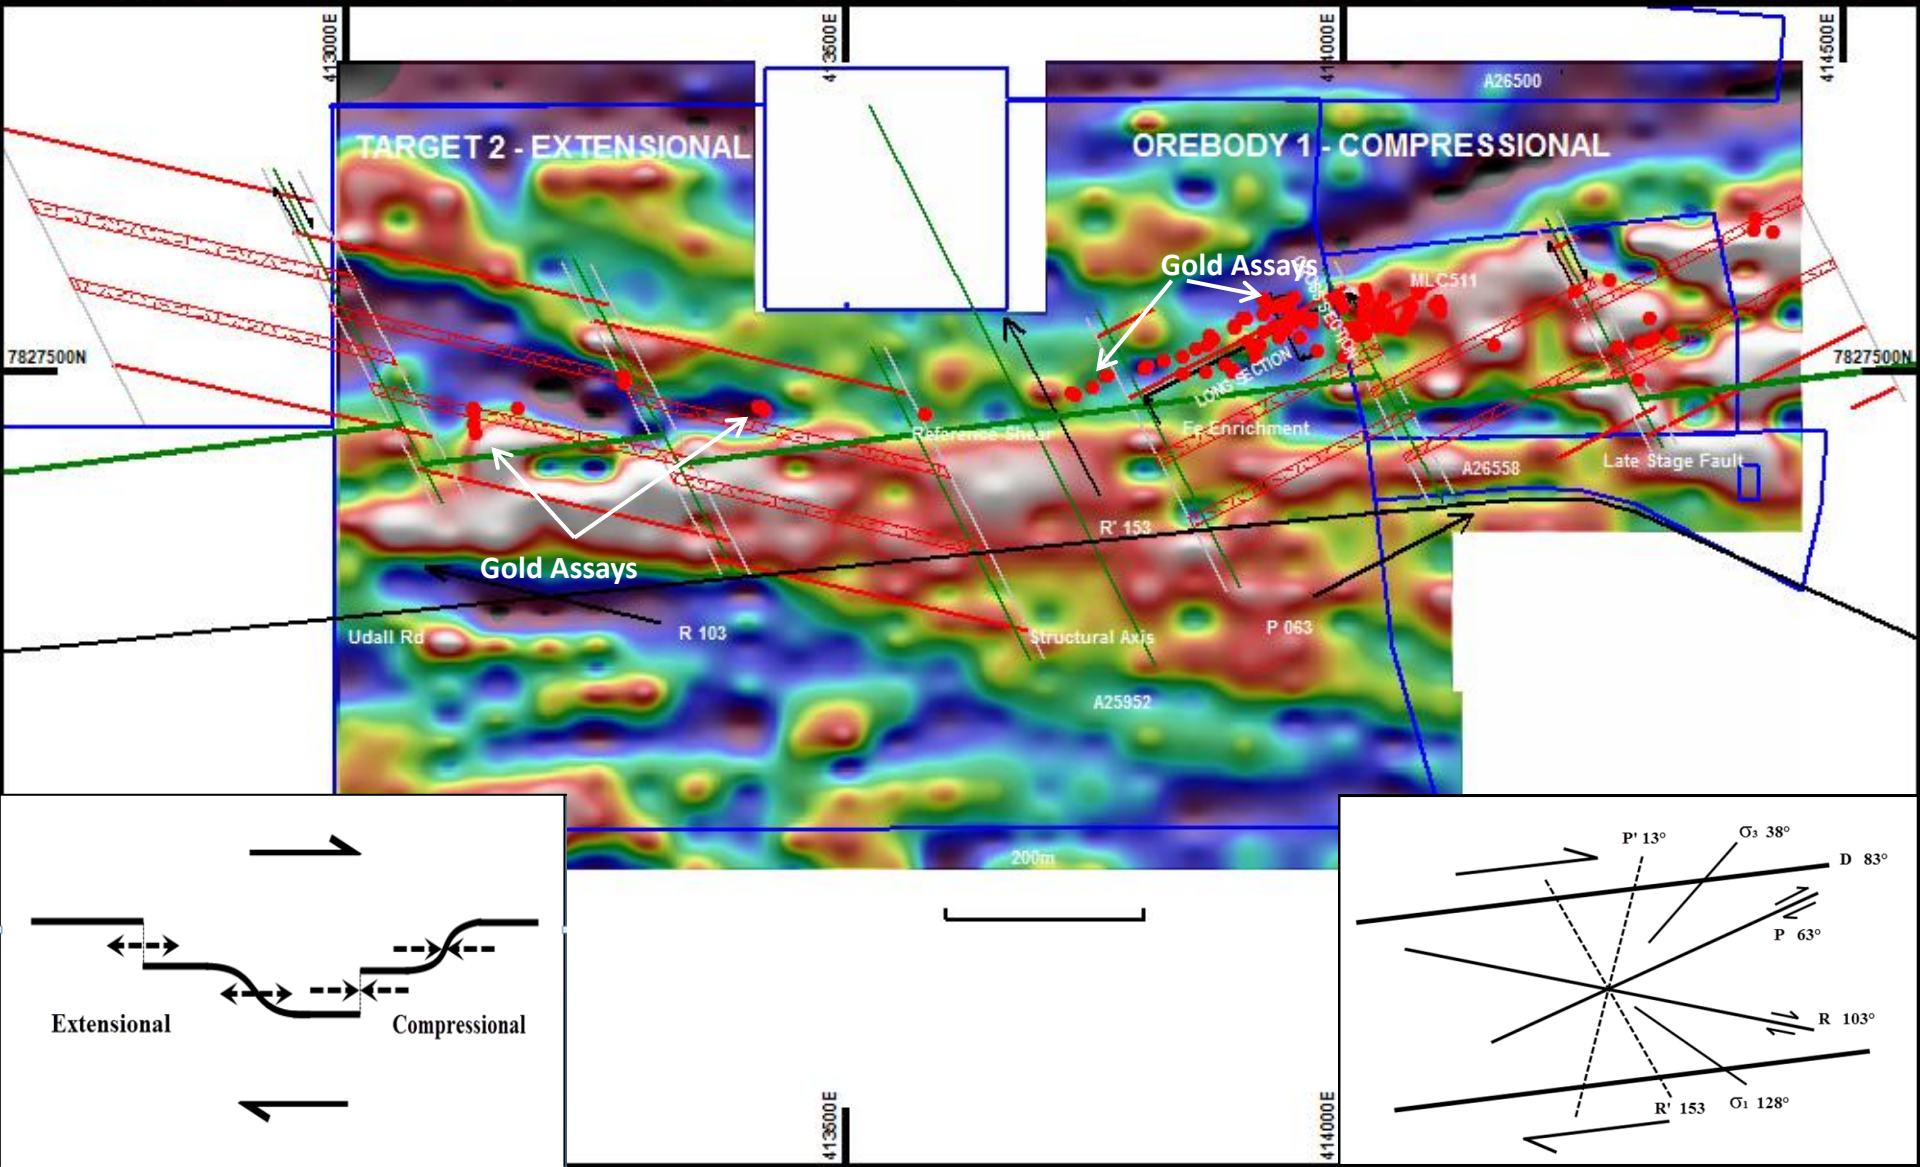 413000E
413500E
414000E
414500E
A26500
TARGET 2 - EXTENSIONAL
OREBODY 1 - COMPRESSIONAL
Gold Assays
MLC511
CROSS SECTION
7827500N
7827500N
LONG SECTION
Reference Shear
Fe Enrichment
A26558
Late Stage Fault
R' 153
Gold Assays
Udall Rd
R 103
Structural Axis
P 063
A25952
200m
Extensional
Compressional
P' 13°
σ3 38°
D 83°
P 63°
R 103°
R' 153
σ1 128°
413500E
414000E